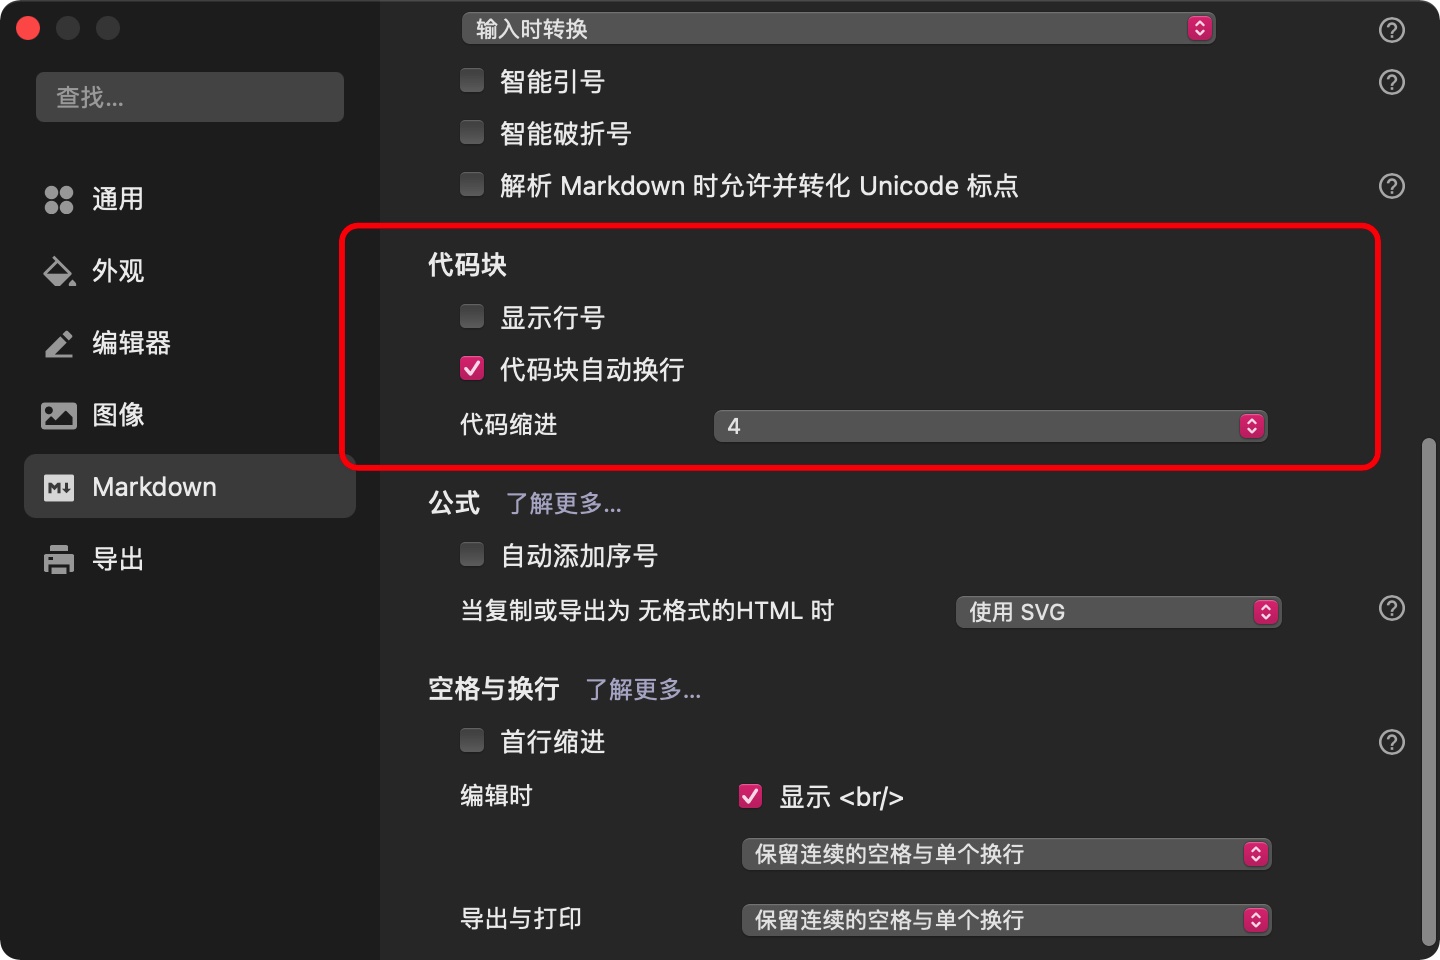 查找...
通用
外观
编辑器
图像
Markdown
导出
输入时转换
智能引号
智能破折号
解析 Markdown 时允许并转化 Unicode 标点
代码块
显示行号
代码块自动换行
代码缩进 4
公式 了解更多...
自动添加序号
当复制或导出为 无格式的HTML 时 使用 SVG
空格与换行 了解更多...
首行缩进
编辑时 显示 <br/>
保留连续的空格与单个换行
导出与打印 保留连续的空格与单个换行